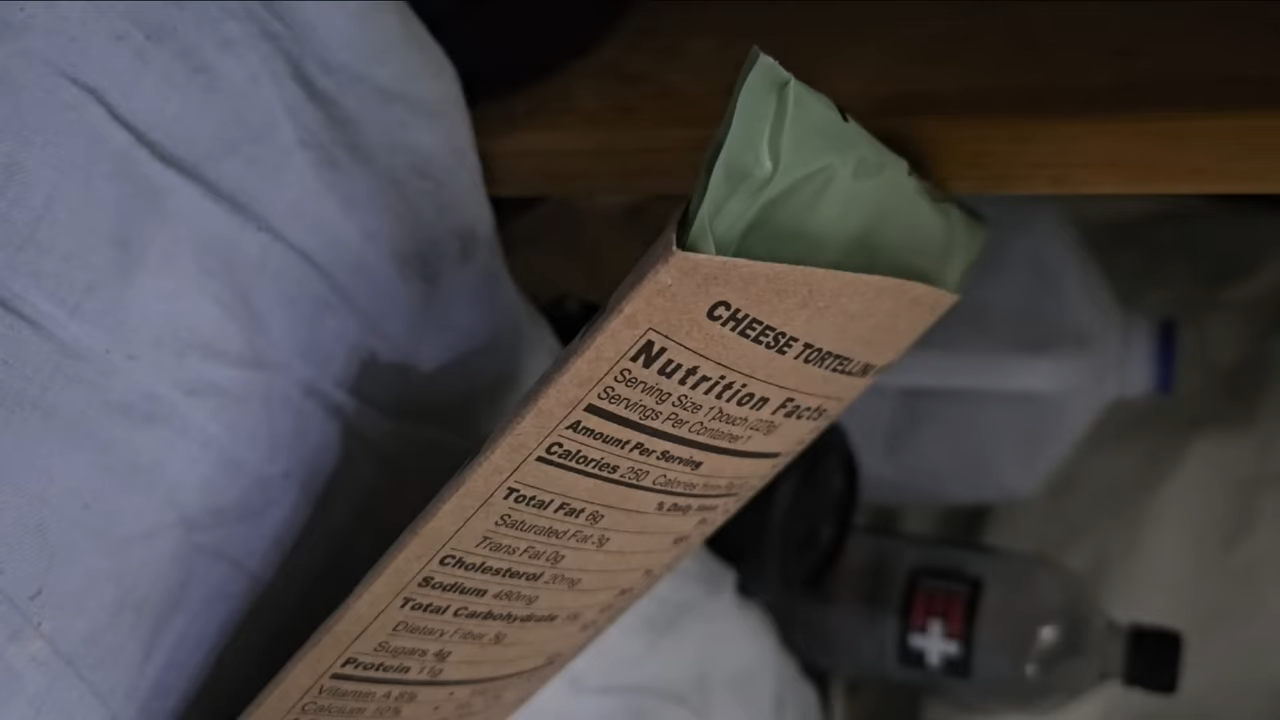 CHEESE TORTELLINI
Nutrition Facts
Serving Size 1 pouch (227g)
Servings Per Container 1
Amount Per Serving
Calories 250 Calories from
% Daily Value
Total Fat 6g
Saturated Fat 3g
Trans Fat 0g
Cholesterol 20mg
Sodium 480mg
Total Carbohydrate
Dietary Fiber 3g
Sugars 4g
Protein 11g
Vitamin A 8%
Calcium 10%